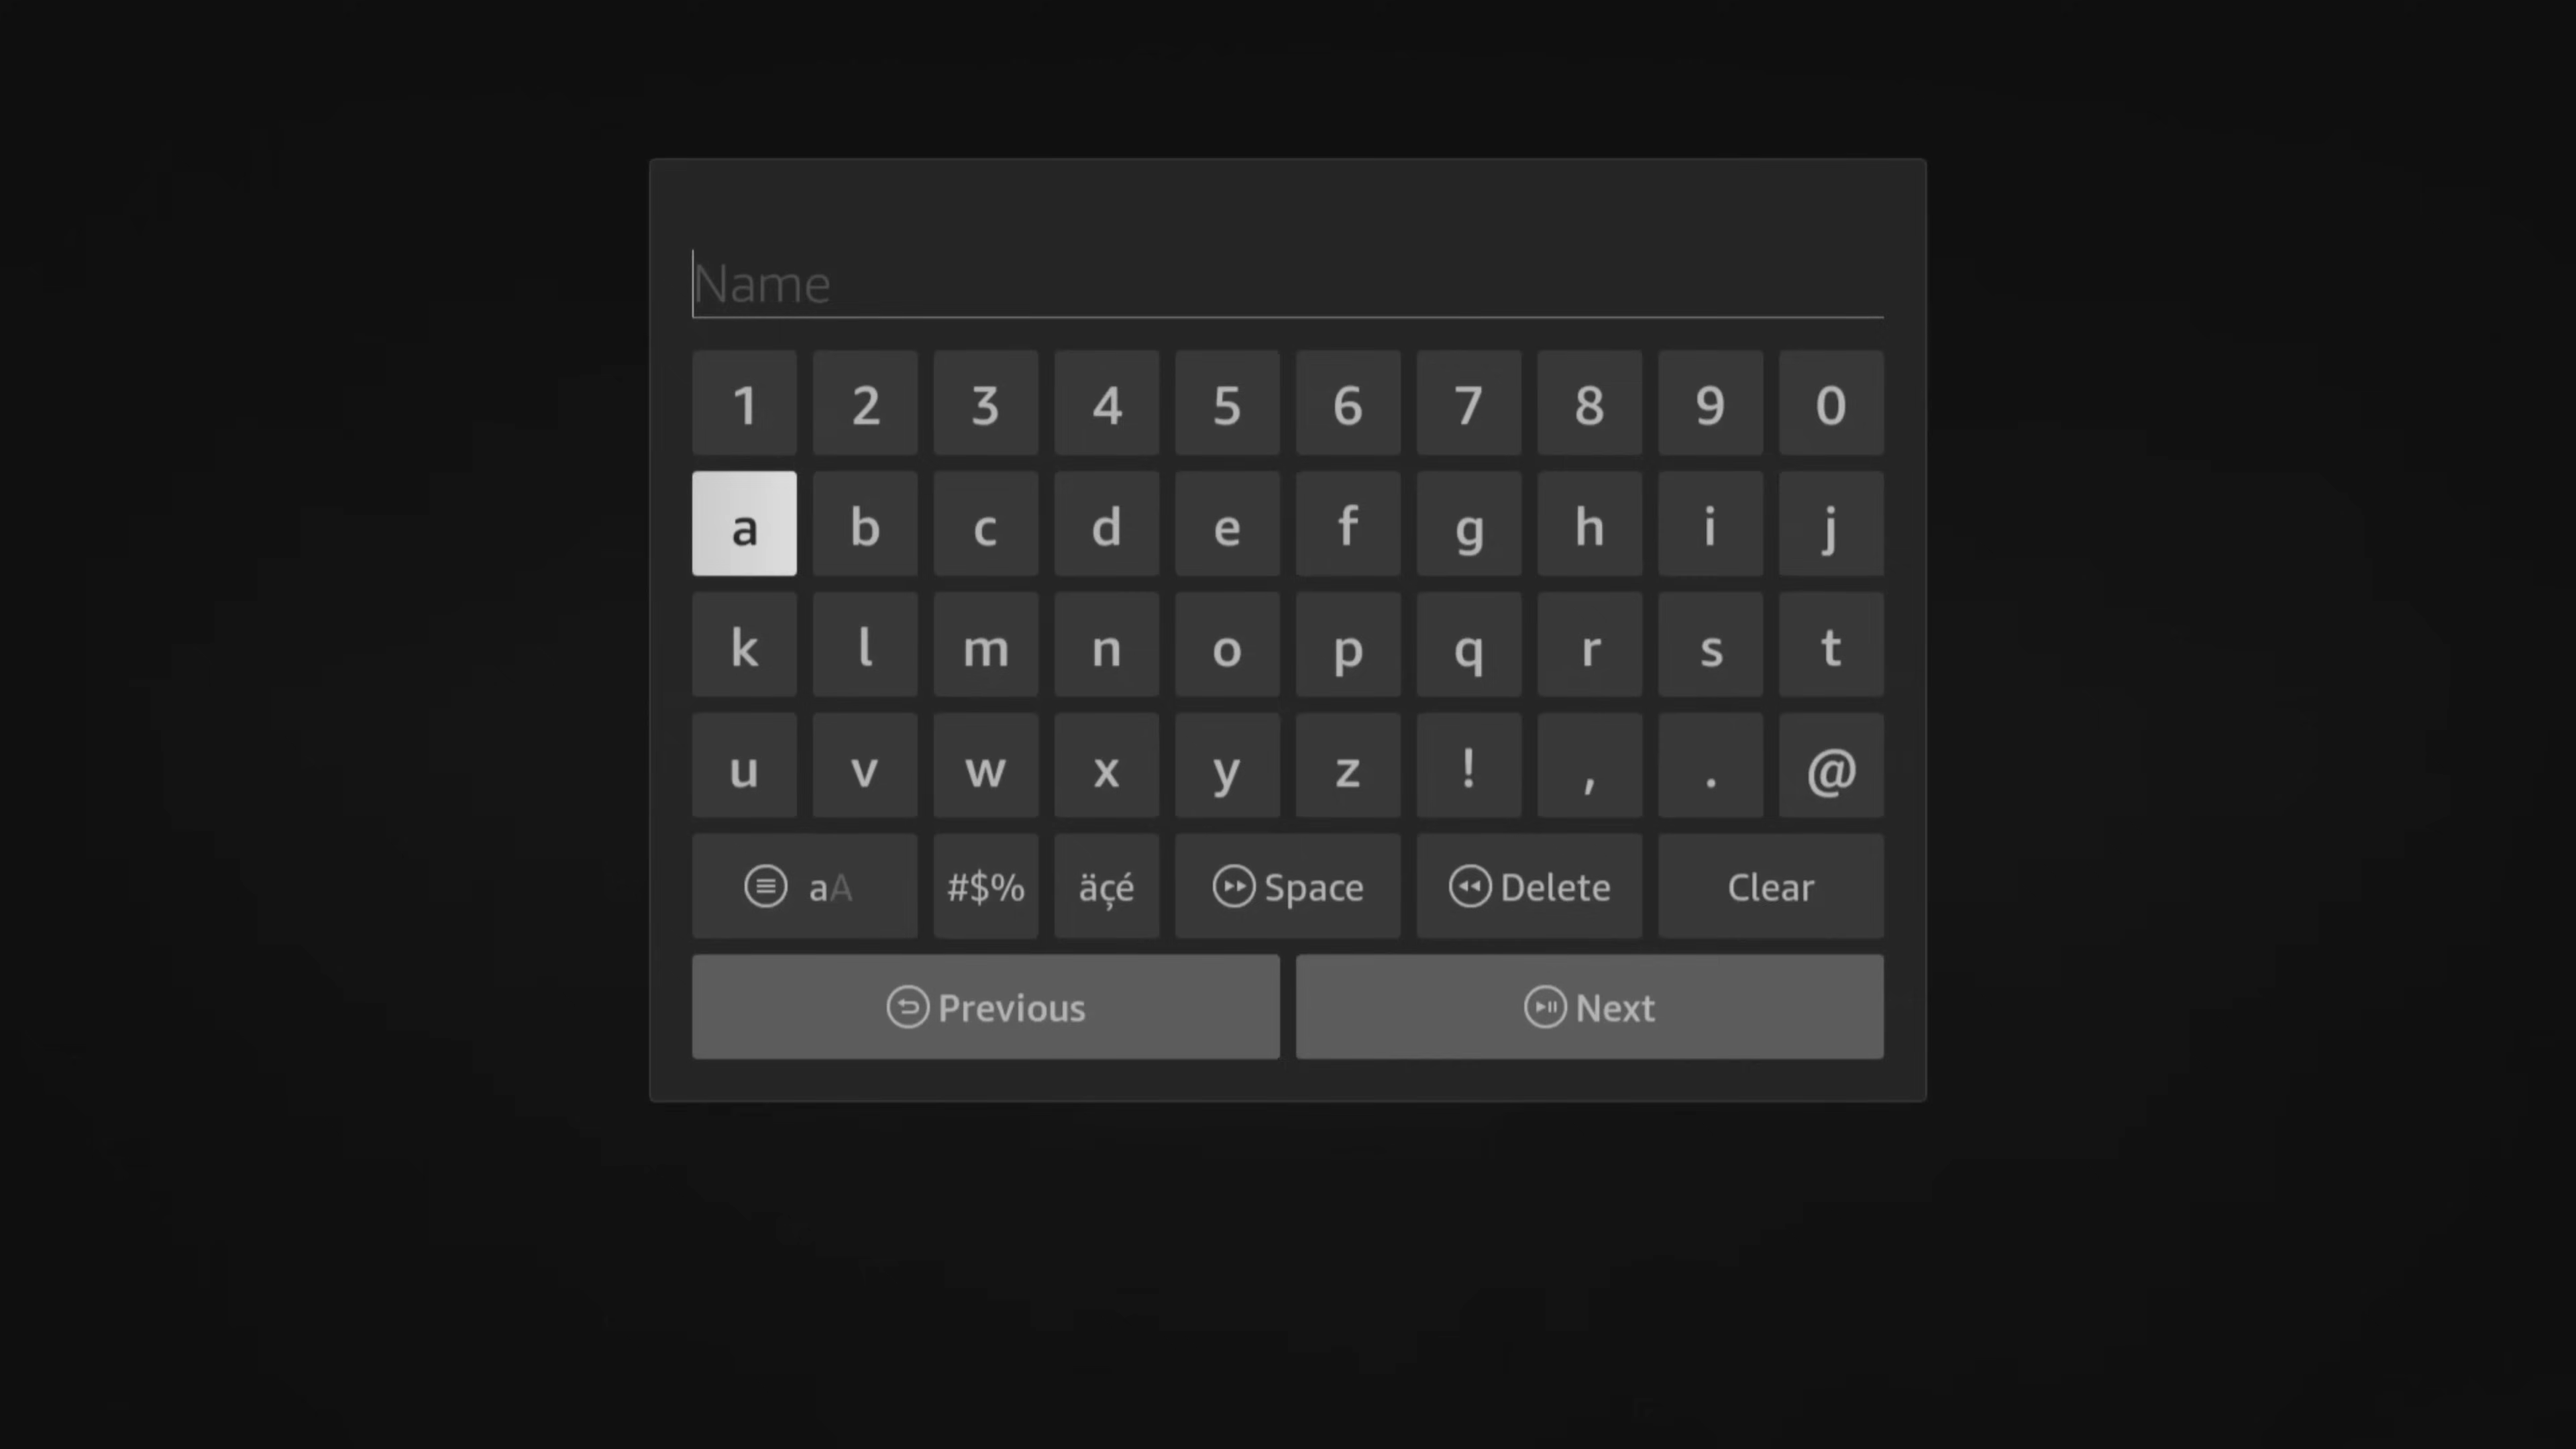 Name
1 2 3 4 5 6 7 8 9 0
a b c d e f g h i j
k l m n o p q r s t
u v w x y z ! , . @
aA #$% äçé Space Delete Clear
Previous Next